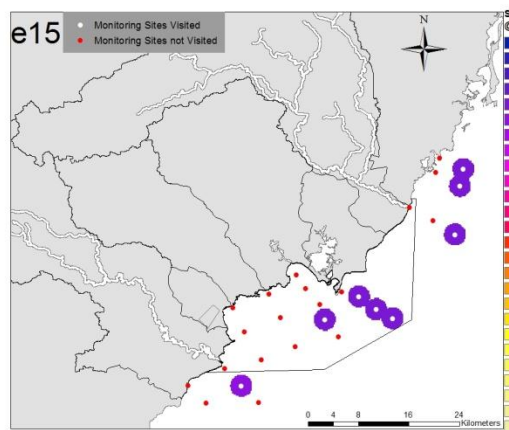 e15
Monitoring Sites Visited
Monitoring Sites not Visited
N
0 4 8 16 24
Kilometers